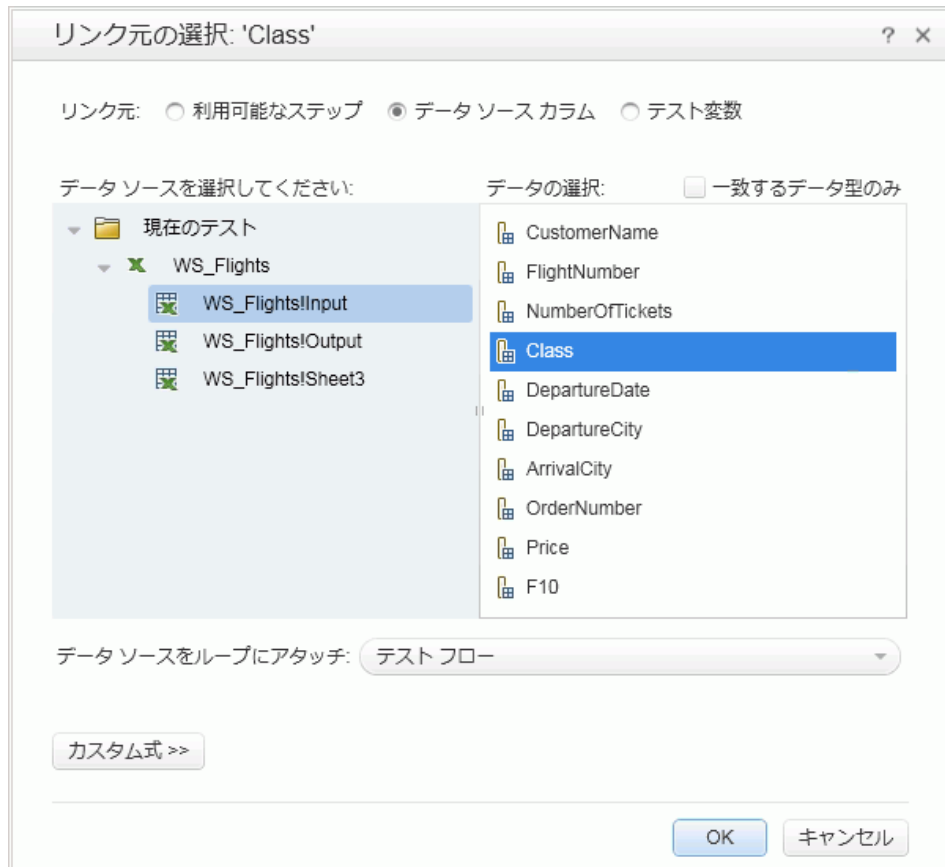 リンク元の選択: 'Class'
? ×
リンク元: 利用可能なステップ データ ソース カラム テスト変数
データ ソースを選択してください:
現在のテスト
WS_Flights
WS_Flights!Input
WS_Flights!Output
WS_Flights!Sheet3
データの選択: 一致するデータ型のみ
CustomerName
FlightNumber
NumberOfTickets
Class
DepartureDate
DepartureCity
ArrivalCity
OrderNumber
Price
F10
データ ソースをループにアタッチ: テスト フロー
カスタム式 >>
OK キャンセル